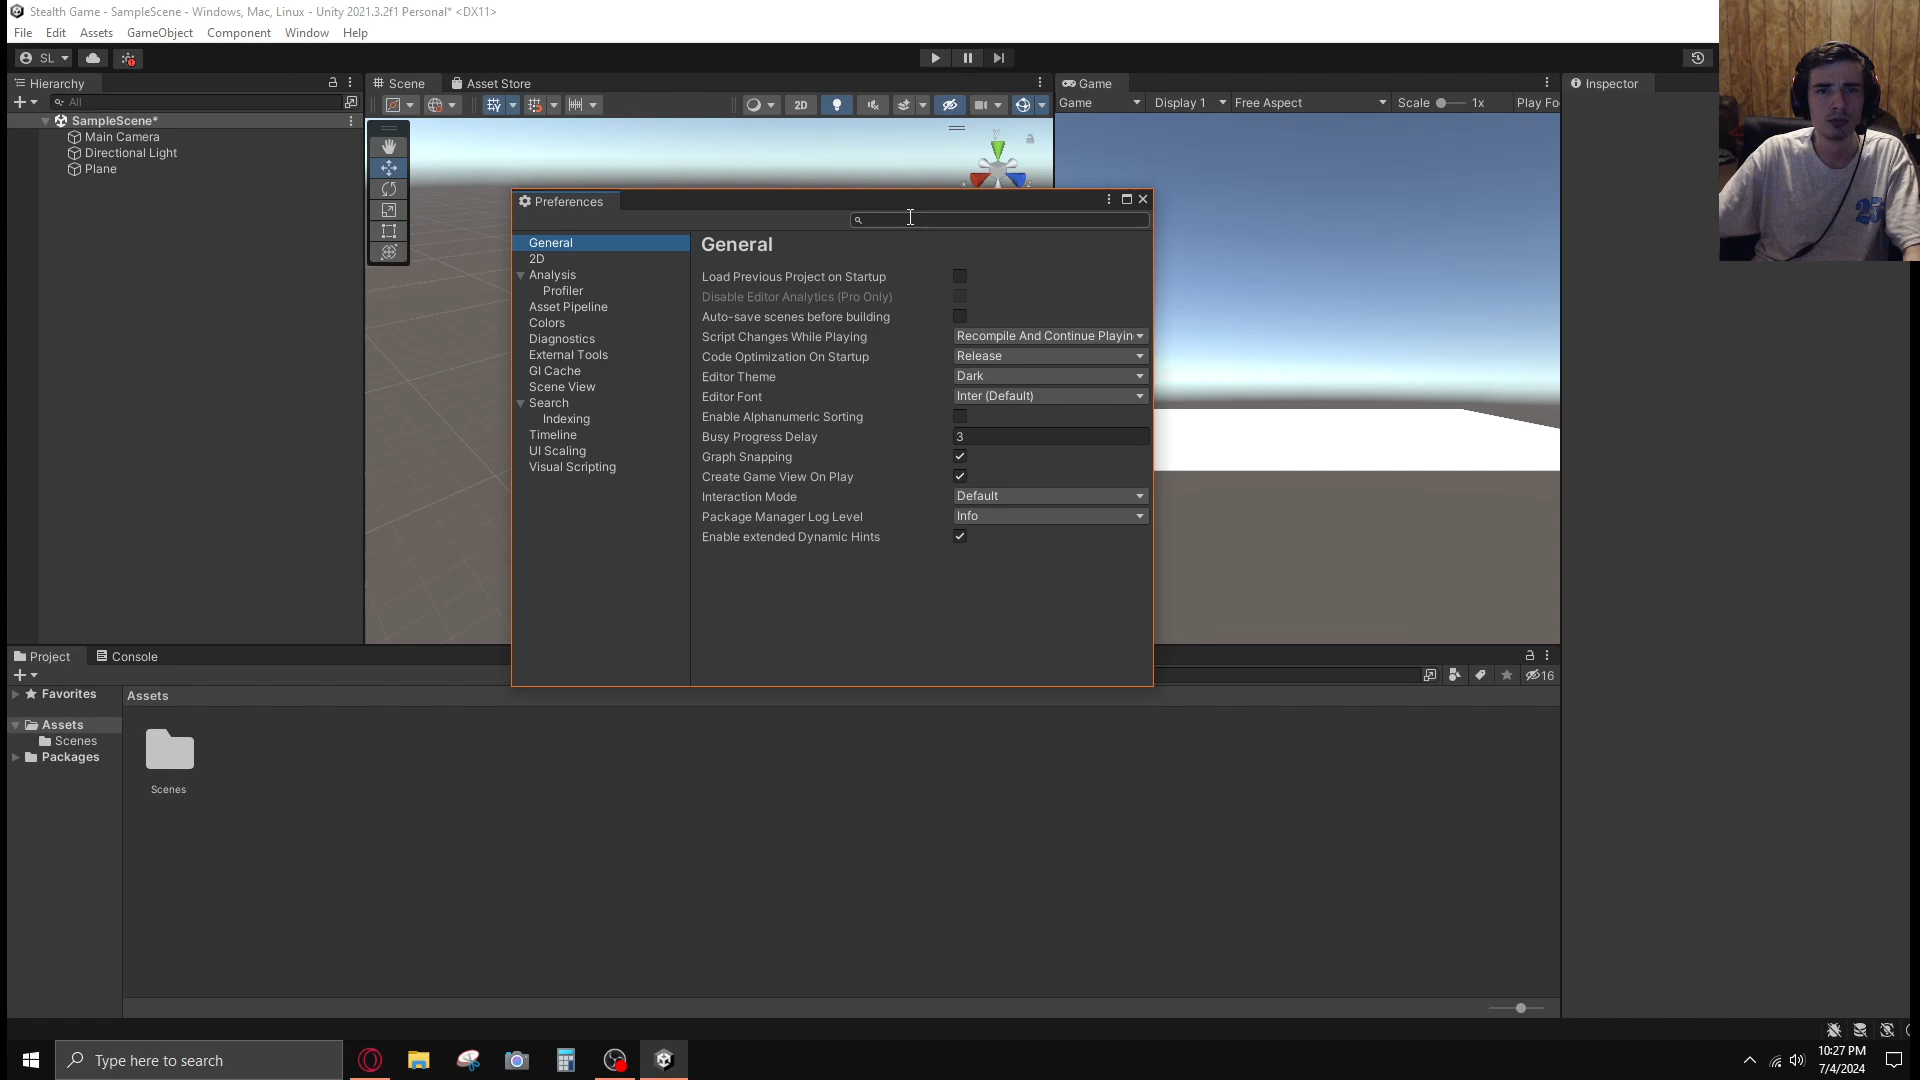 Stealth Game - SampleScene - Windows, Mac, Linux - Unity 2021.3.2f1 Personal* <DX11>
File Edit Assets GameObject Component Window Help
SL
Hierarchy
All
SampleScene*
Main Camera
Directional Light
Plane
Scene
Asset Store
2D
y
Game
Game
Display 1
Free Aspect
Scale
1x
Play Fo
Inspector
Preferences
General
2D
Analysis
Profiler
Asset Pipeline
Colors
Diagnostics
External Tools
GI Cache
Scene View
Search
Indexing
Timeline
UI Scaling
Visual Scripting
General
Load Previous Project on Startup
Disable Editor Analytics (Pro Only)
Auto-save scenes before building
Script Changes While Playing Recompile And Continue Playin
Code Optimization On Startup Release
Editor Theme Dark
Editor Font Inter (Default)
Enable Alphanumeric Sorting
Busy Progress Delay 3
Graph Snapping
Create Game View On Play
Interaction Mode Default
Package Manager Log Level Info
Enable extended Dynamic Hints
Project
Console
16
Favorites
Assets
Scenes
Packages
Assets
Scenes
25
Type here to search
10:27 PM
7/4/2024